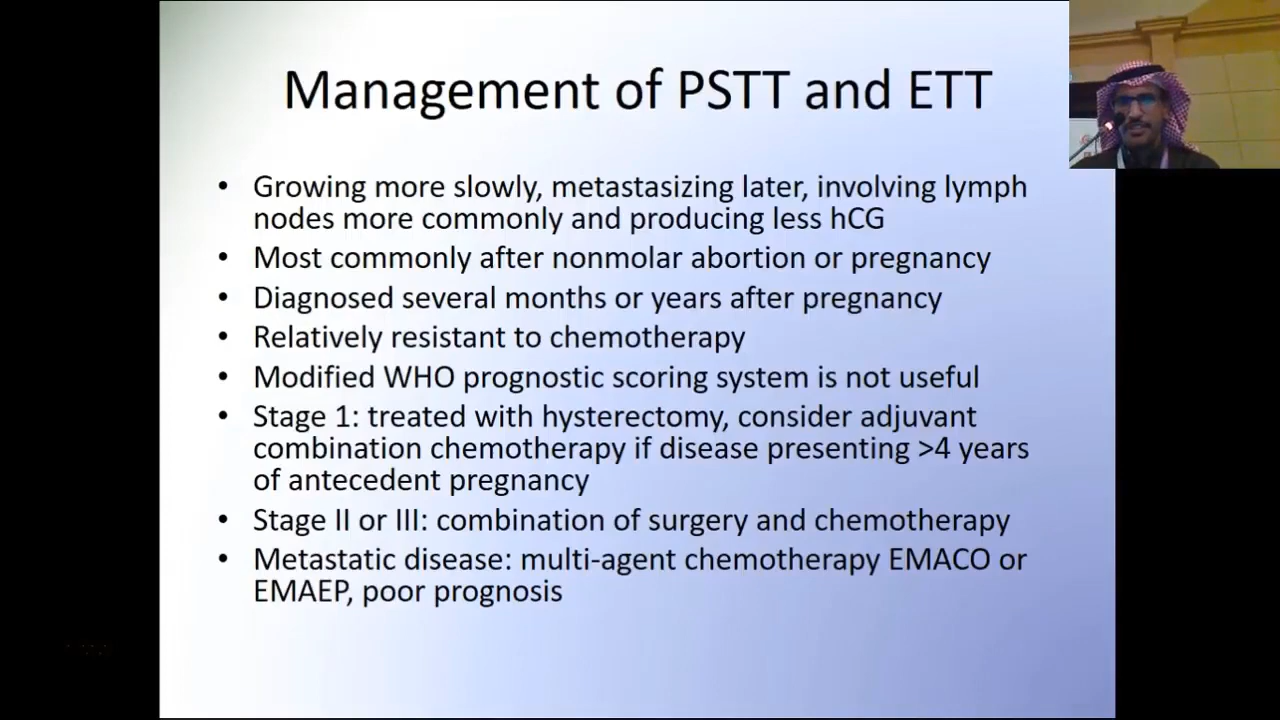 Management of PSTT and ETT
• Growing more slowly, metastasizing later, involving lymph
nodes more commonly and producing less hCG
• Most commonly after nonmolar abortion or pregnancy
• Diagnosed several months or years after pregnancy
• Relatively resistant to chemotherapy
• Modified WHO prognostic scoring system is not useful
• Stage 1: treated with hysterectomy, consider adjuvant
combination chemotherapy if disease presenting >4 years
of antecedent pregnancy
• Stage II or III: combination of surgery and chemotherapy
• Metastatic disease: multi-agent chemotherapy EMACO or
EMAEP, poor prognosis